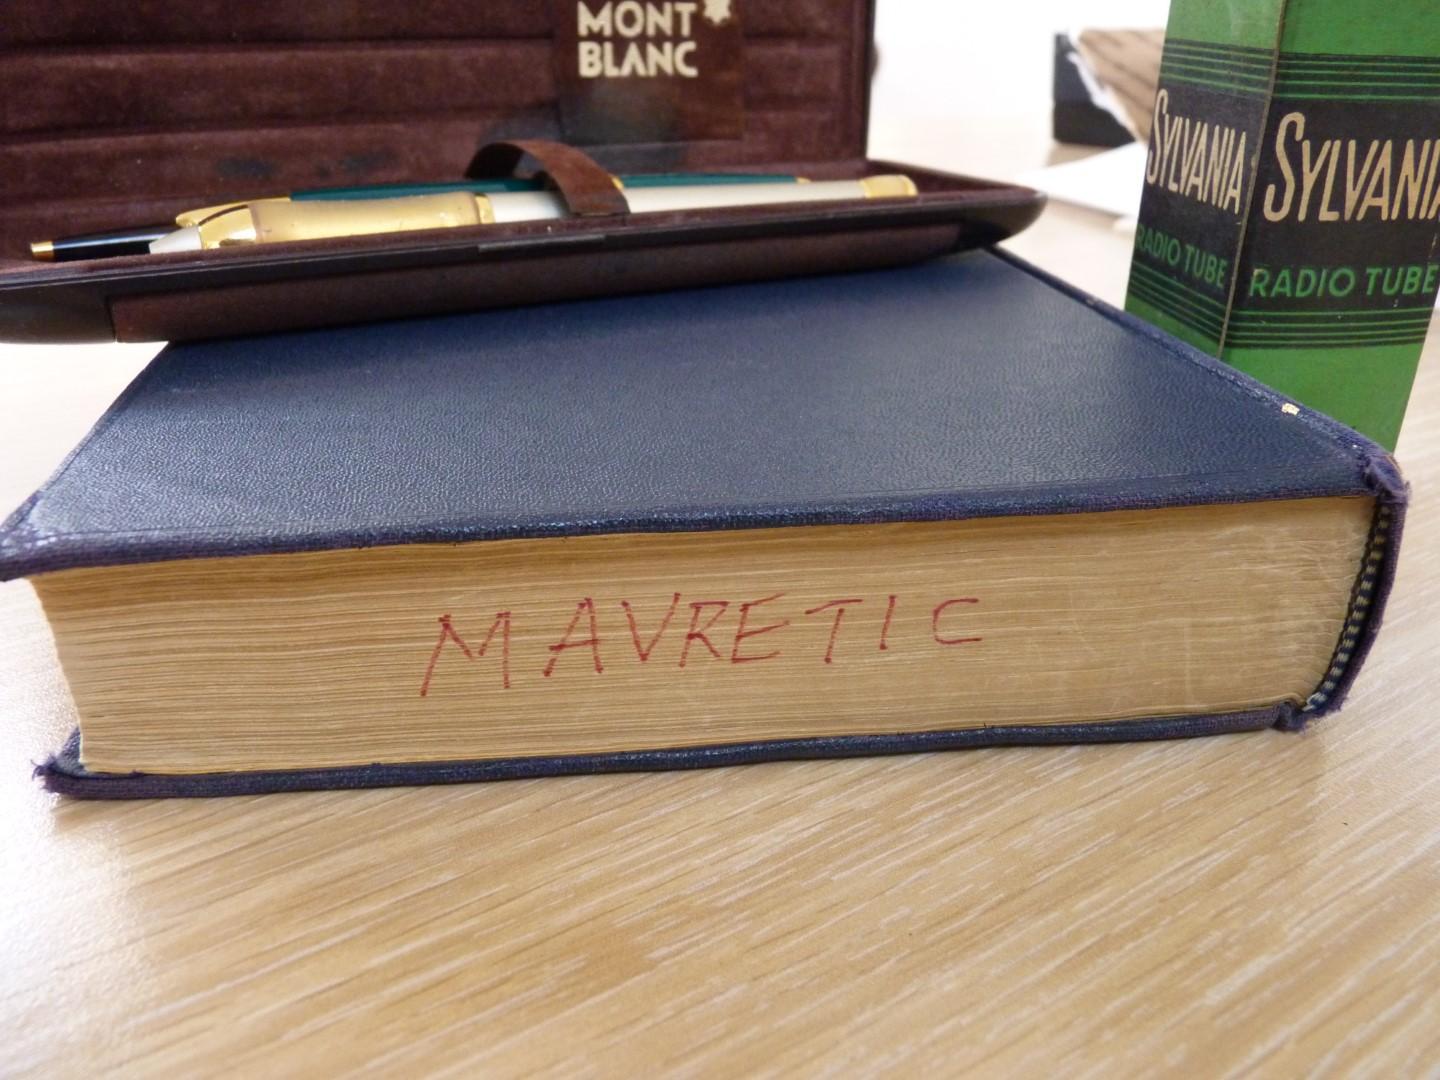 MONT
BLANC
SYLVANIA
RADIO TUBE
SYLVANIA
RADIO TUBE
MAVRETIC